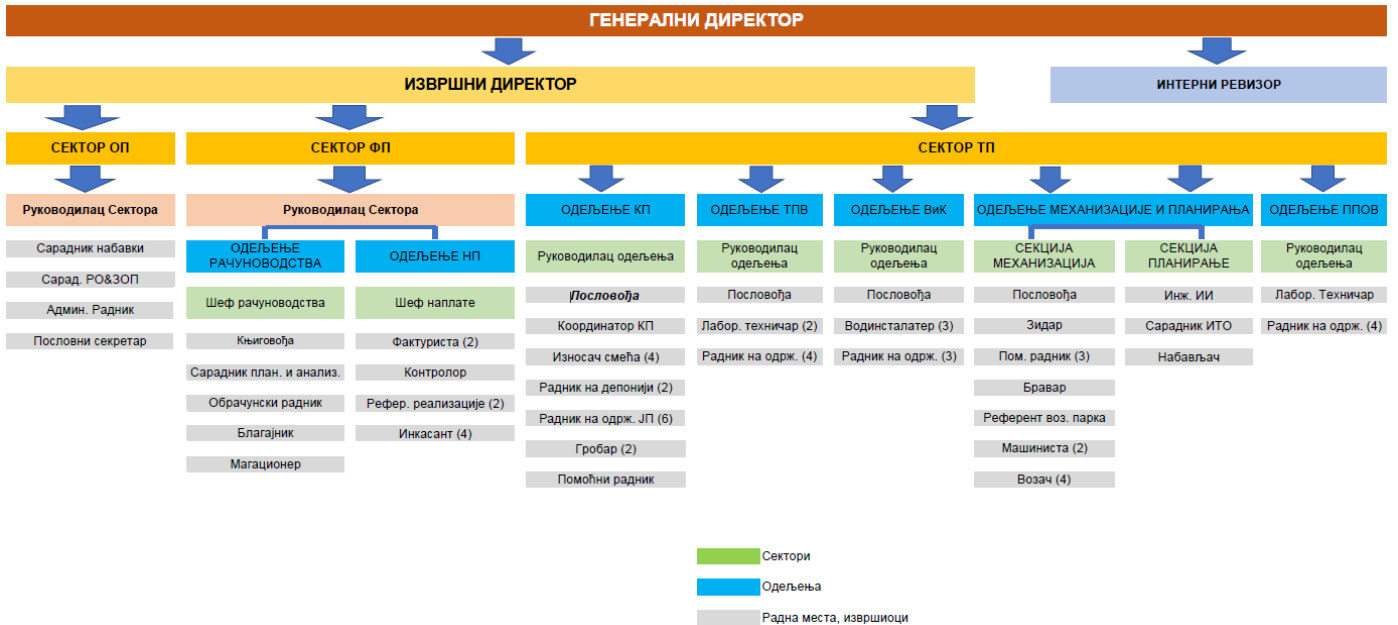 ГЕНЕРАЛНИ ДИРЕКТОР
ИЗВРШНИ ДИРЕКТОР
ИНТЕРНИ РЕВИЗОР
СЕКТОР ОП
СЕКТОР ФП
СЕКТОР ТП
Руководилац Сектора
Сарадник набавки
Сарад. РО&ЗОП
Админ. Радник
Пословни секретар
Руководилац Сектора
ОДЕЉЕЊЕ
РАЧУНОВОДСТВА
Шеф рачуноводства
Књиговођа
Сарадник план. и анализ.
Обрачунски радник
Благајник
Магационер
ОДЕЉЕЊЕ НП
Шеф наплате
Фактуриста (2)
Контролор
Рефер. реализације (2)
Инкасант (4)
ОДЕЉЕЊЕ КП
Руководилац одељења
Пословођа
Координатор КП
Износач смећа (4)
Радник на депонији (2)
Радник на одрж. ЈП (6)
Гробар (2)
Помоћни радник
ОДЕЉЕЊЕ ТПВ
Руководилац
одељења
Пословођа
Лабор. техничар (2)
Радник на одрж. (4)
ОДЕЉЕЊЕ ВиК
Руководилац
одељења
Пословођа
Водинсталатер (3)
Радник на одрж. (3)
ОДЕЉЕЊЕ МЕХАНИЗАЦИЈЕ И ПЛАНИРАЊА
СЕКЦИЈА
МЕХАНИЗАЦИЈА
Пословођа
Зидар
Пом. радник (3)
Бравар
Референт воз. парка
Машиниста (2)
Возач (4)
СЕКЦИЈА
ПЛАНИРАЊЕ
Инж. ИИ
Сарадник ИТО
Набављач
ОДЕЉЕЊЕ ППОВ
Руководилац
одељења
Лабор. Техничар
Радник на одрж. (4)
Сектори
Одељења
Радна места, извршиоци